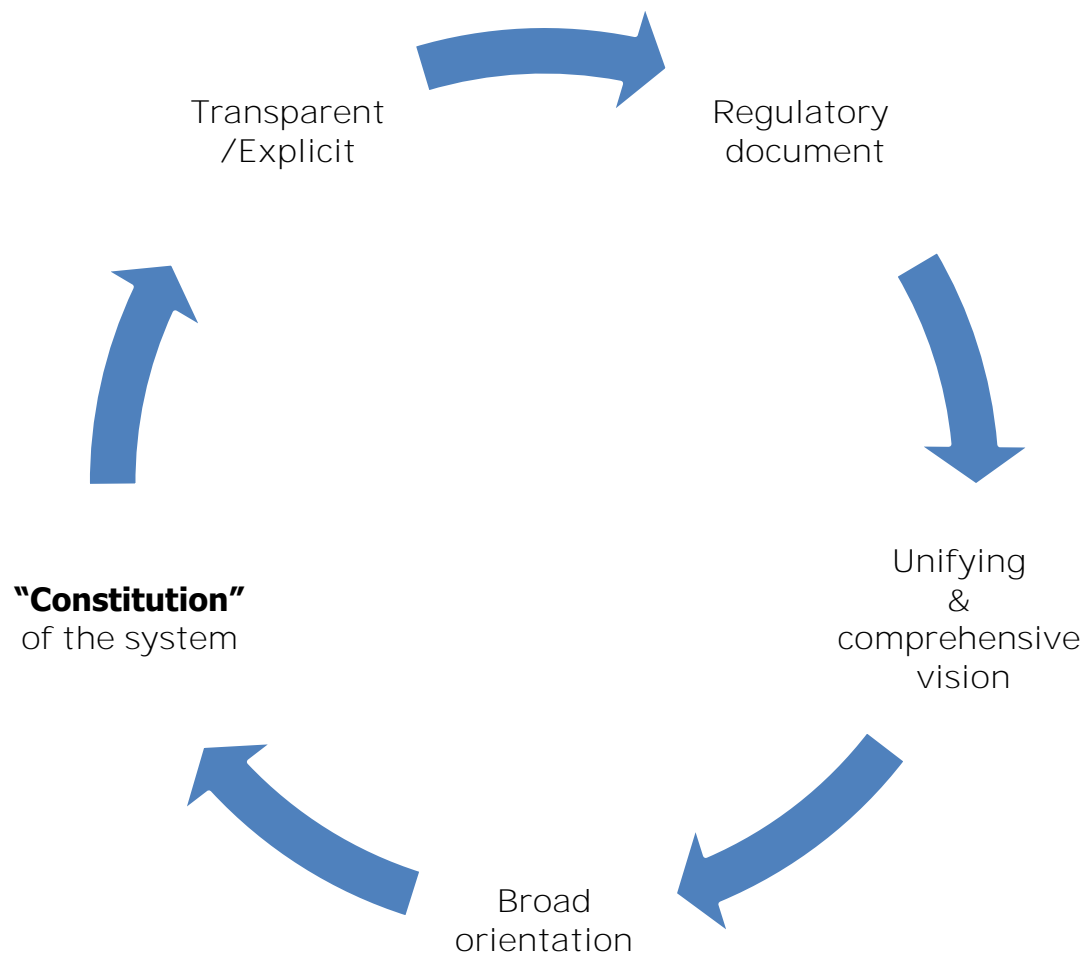 Transparent
/Explicit
Regulatory
document
Unifying
&
comprehensive
vision
Broad
orientation
“Constitution”
of the system